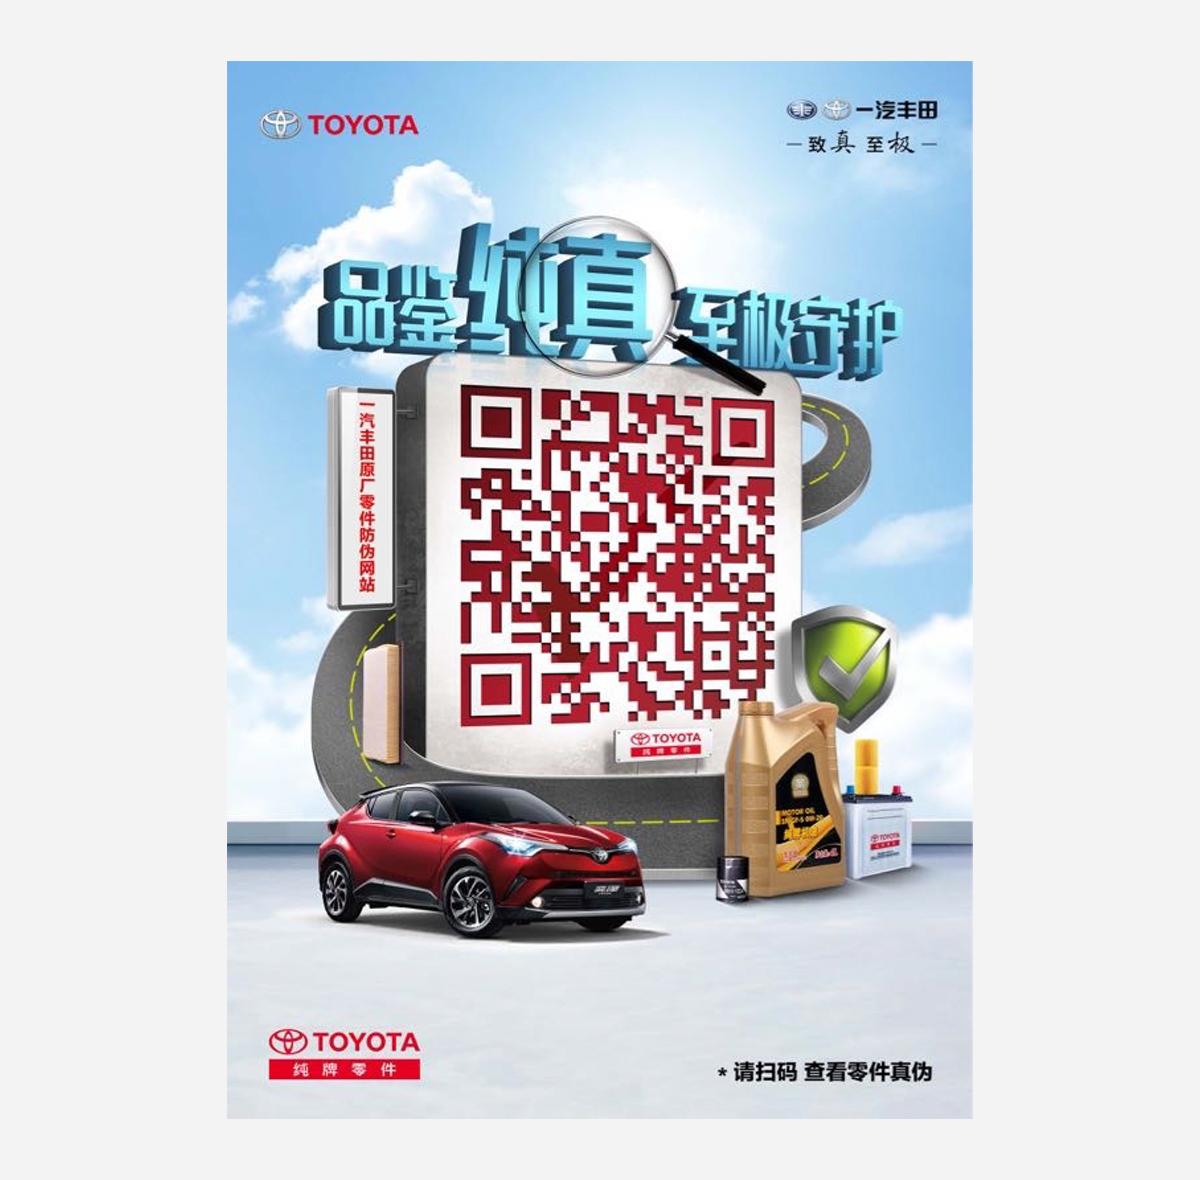 TOYOTA
一汽丰田
致真 至极
品鉴纯真 至极守护
一汽丰田原厂零件防伪网站
TOYOTA
纯牌零件
MOTOR OIL
TOYOTA
TOYOTA
纯牌零件
* 请扫码 查看零件真伪